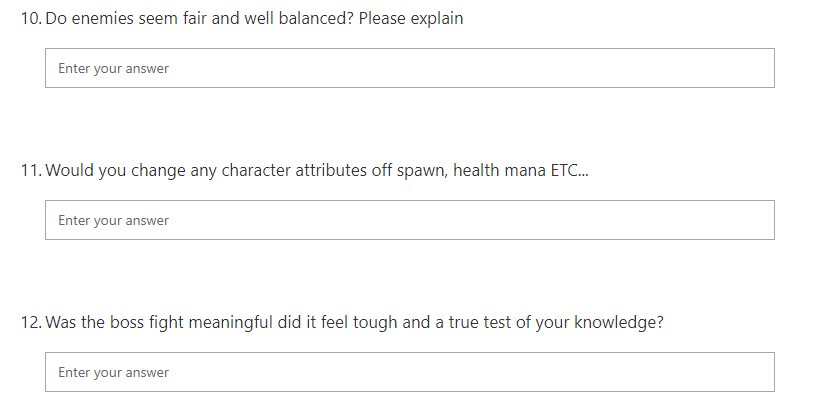 10. Do enemies seem fair and well balanced? Please explain
Enter your answer
11. Would you change any character attributes off spawn, health mana ETC...
Enter your answer
12. Was the boss fight meaningful did it feel tough and a true test of your knowledge?
Enter your answer